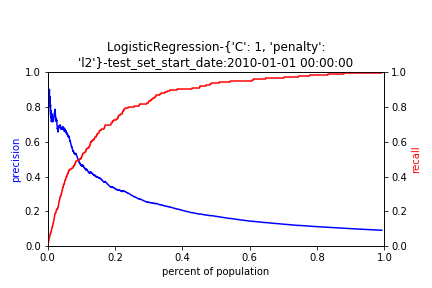 LogisticRegression-{'C': 1, 'penalty':
'l2'}-test_set_start_date:2010-01-01 00:00:00
1.0
0.8
0.6
0.4
0.2
0.0
precision
1.0
0.8
0.6
0.4
0.2
0.0
recall
0.0 0.2 0.4 0.6 0.8 1.0
percent of population